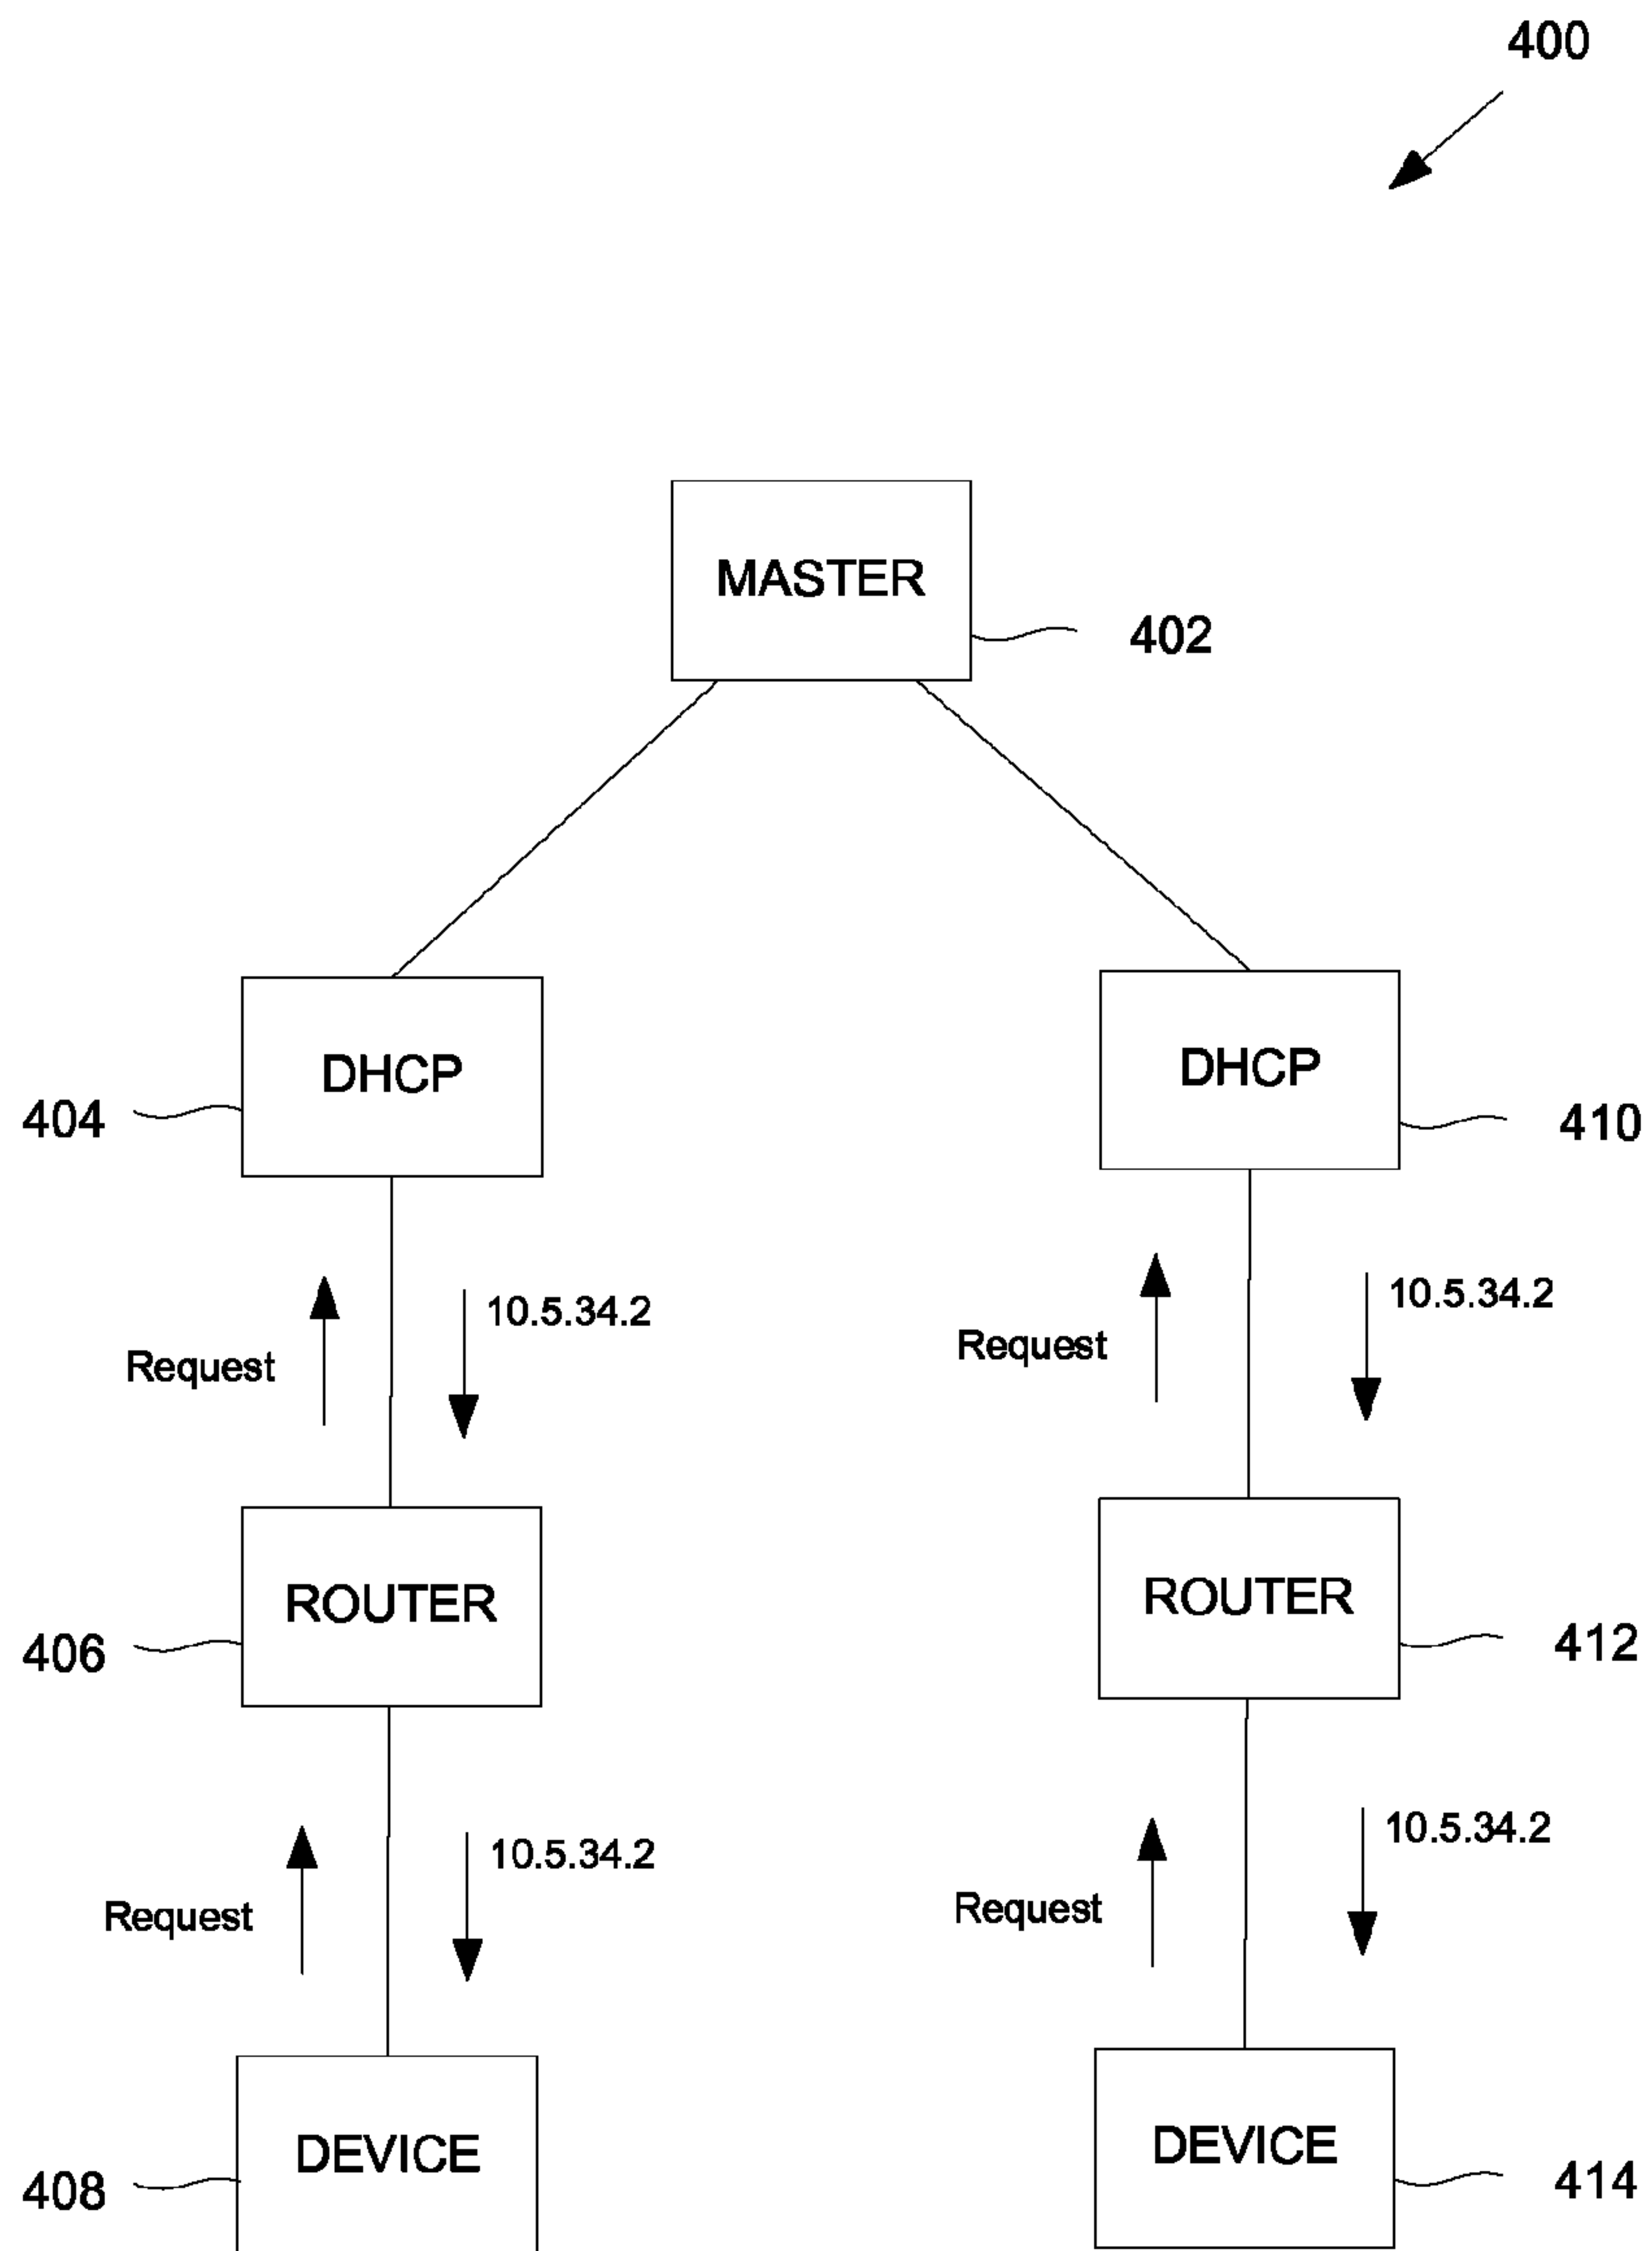 400
MASTER
402
DHCP
DHCP
404
410
10.5.34.2
10.5.34.2
Request
Request
ROUTER
ROUTER
406
412
10.5.34.2
10.5.34.2
Request
Request
DEVICE
DEVICE
408
414